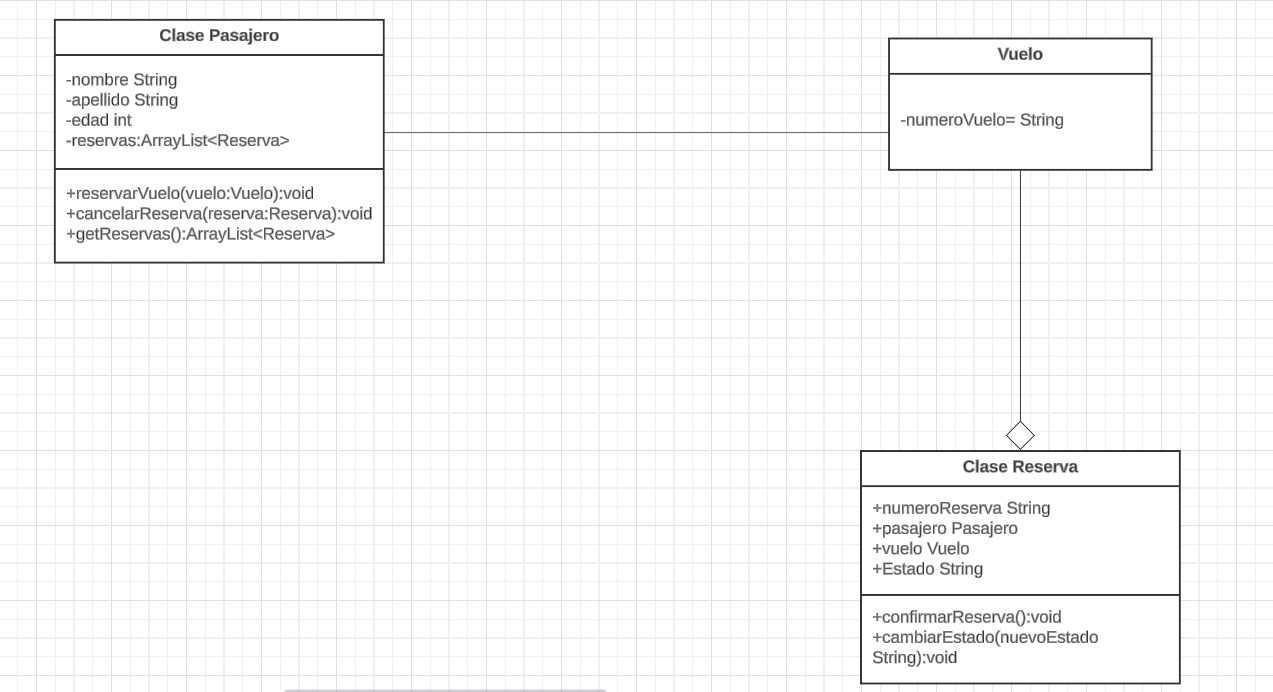 Clase Pasajero
-nombre String
-apellido String
-edad int
-reservas:ArrayList<Reserva>
+reservarVuelo(vuelo:Vuelo):void
+cancelarReserva(reserva:Reserva):void
+getReservas():ArrayList<Reserva>
Vuelo
-numeroVuelo= String
Clase Reserva
+numeroReserva String
+pasajero Pasajero
+vuelo Vuelo
+Estado String
+confirmarReserva():void
+cambiarEstado(nuevoEstado
String):void